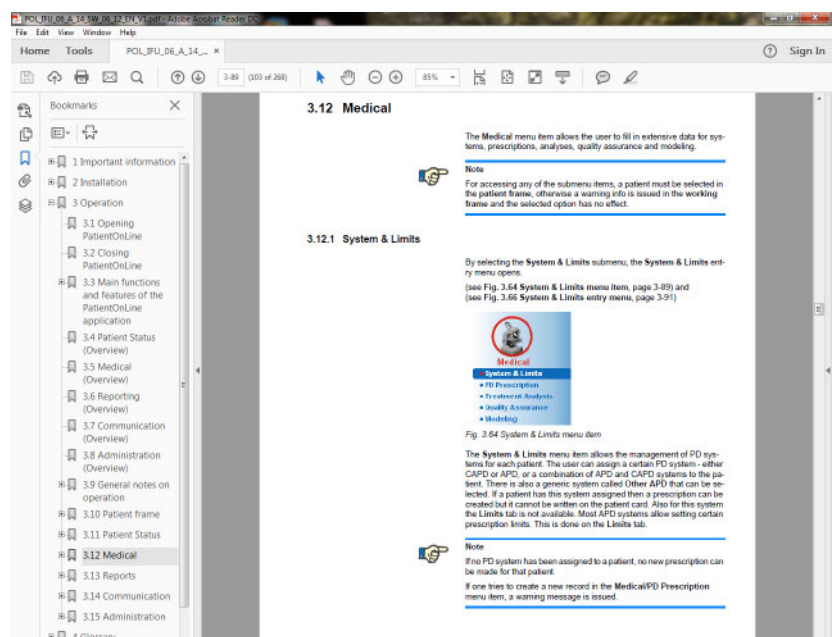 POL_IFU_06_A_14_SW_06_12_EN_V1.pdf - Adobe Acrobat Reader DC
File Edit View Window Help
Home Tools POL_IFU_06_A_14_... × Sign In
3-89 (103 of 268) 85%
Bookmarks
1 Important information
2 Installation
3 Operation
3.1 Opening
PatientOnLine
3.2 Closing
PatientOnLine
3.3 Main functions
and features of the
PatientOnLine
application
3.4 Patient Status
(Overview)
3.5 Medical
(Overview)
3.6 Reporting
(Overview)
3.7 Communication
(Overview)
3.8 Administration
(Overview)
3.9 General notes on
operation
3.10 Patient frame
3.11 Patient Status
3.12 Medical
3.13 Reports
3.14 Communication
3.15 Administration
4 Glossary
3.12 Medical
The Medical menu item allows the user to fill in extensive data for sys-
tems, prescriptions, analyses, quality assurance and modeling.
Note
For accessing any of the submenu items, a patient must be selected in
the patient frame, otherwise a warning info is issued in the working
frame and the selected option has no effect.
3.12.1 System & Limits
By selecting the System & Limits submenu, the System & Limits ent-
ry menu opens.
(see Fig. 3.64 System & Limits menu item, page 3-89) and
(see Fig. 3.66 System & Limits entry menu, page 3-91)
Medical
• System & Limits
• PD Prescription
• Treatment Analysis
• Quality Assurance
• Modeling
Fig. 3.64 System & Limits menu item
The System & Limits menu item allows the management of PD sys-
tems for each patient. The user can assign a certain PD system - either
CAPD or APD, or a combination of APD and CAPD systems to the pa-
tient. There is also a generic system called Other APD that can be se-
lected. If a patient has this system assigned then a prescription can be
created but it cannot be written on the patient card. Also for this system
the Limits tab is not available. Most APD systems allow setting certain
prescription limits. This is done on the Limits tab.
Note
If no PD system has been assigned to a patient, no new prescription can
be made for that patient.
If one tries to create a new record in the Medical/PD Prescription
menu item, a warning message is issued.